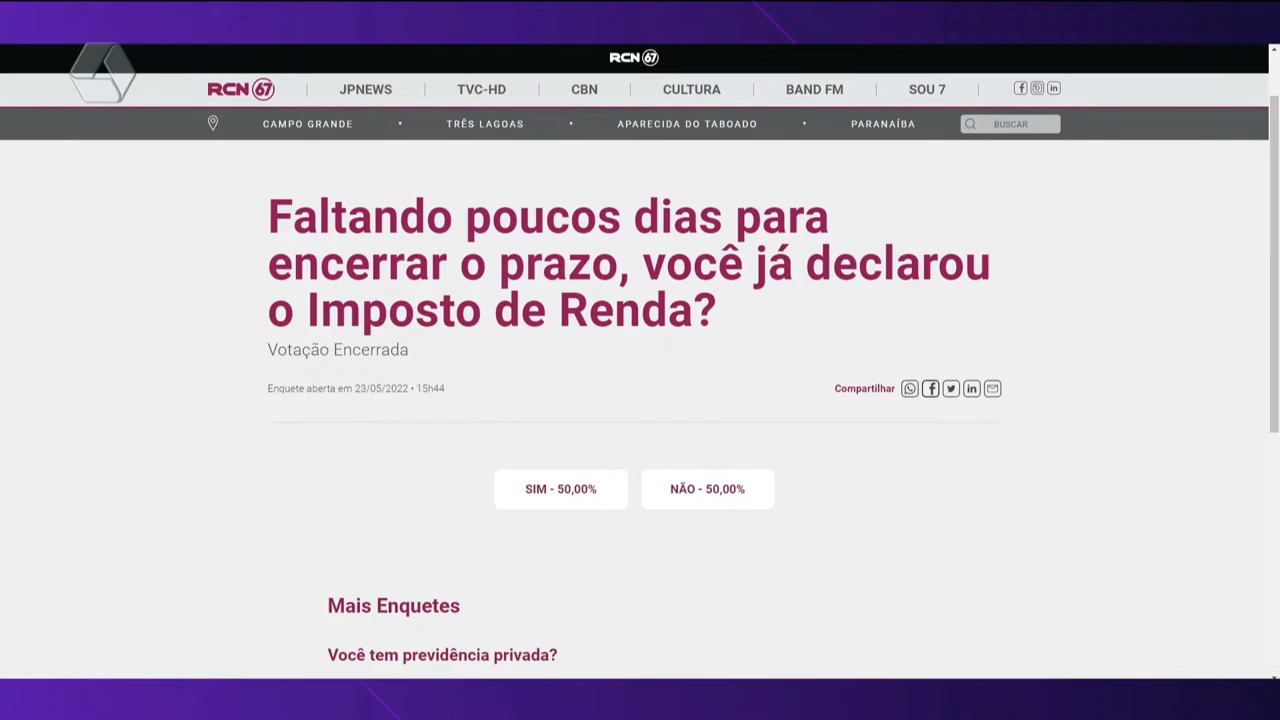 RCN 67
RCN 67 JPNEWS TVC-HD CBN CULTURA BAND FM SOU 7
CAMPO GRANDE • TRÊS LAGOAS • APARECIDA DO TABOADO • PARANAÍBA BUSCAR
Faltando poucos dias para
encerrar o prazo, você já declarou
o Imposto de Renda?
Votação Encerrada
Enquete aberta em 23/05/2022 • 15h44
Compartilhar
SIM - 50,00% NÃO - 50,00%
Mais Enquetes
Você tem previdência privada?